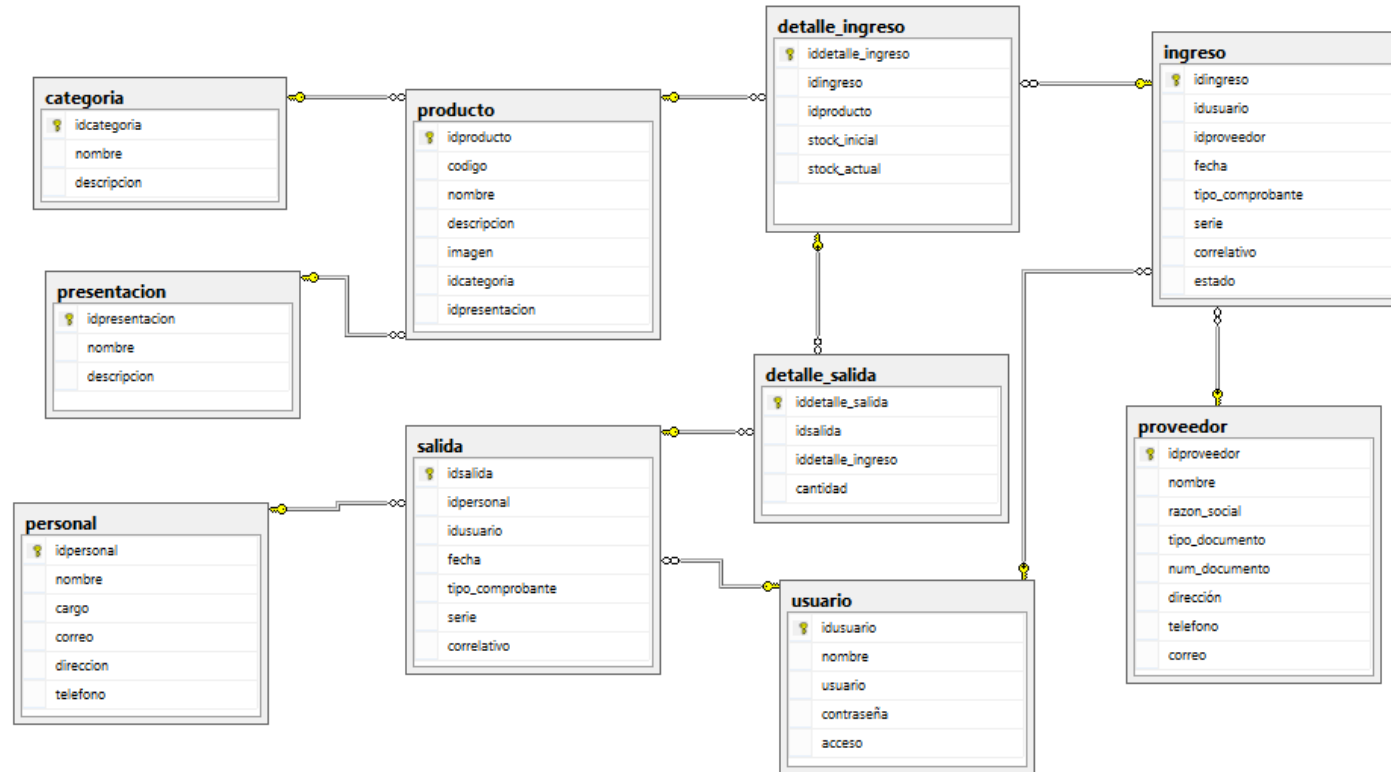 categoria
idcategoria
nombre
descripcion
presentacion
idpresentacion
nombre
descripcion
personal
idpersonal
nombre
cargo
correo
direccion
telefono
producto
idproducto
codigo
nombre
descripcion
imagen
idcategoria
idpresentacion
salida
idsalida
idpersonal
idusuario
fecha
tipo_comprobante
serie
correlativo
detalle_ingreso
iddetalle_ingreso
idingreso
idproducto
stock_inicial
stock_actual
detalle_salida
iddetalle_salida
idsalida
iddetalle_ingreso
cantidad
usuario
idusuario
nombre
usuario
contraseña
acceso
ingreso
idingreso
idusuario
idproveedor
fecha
tipo_comprobante
serie
correlativo
estado
proveedor
idproveedor
nombre
razon_social
tipo_documento
num_documento
dirección
telefono
correo